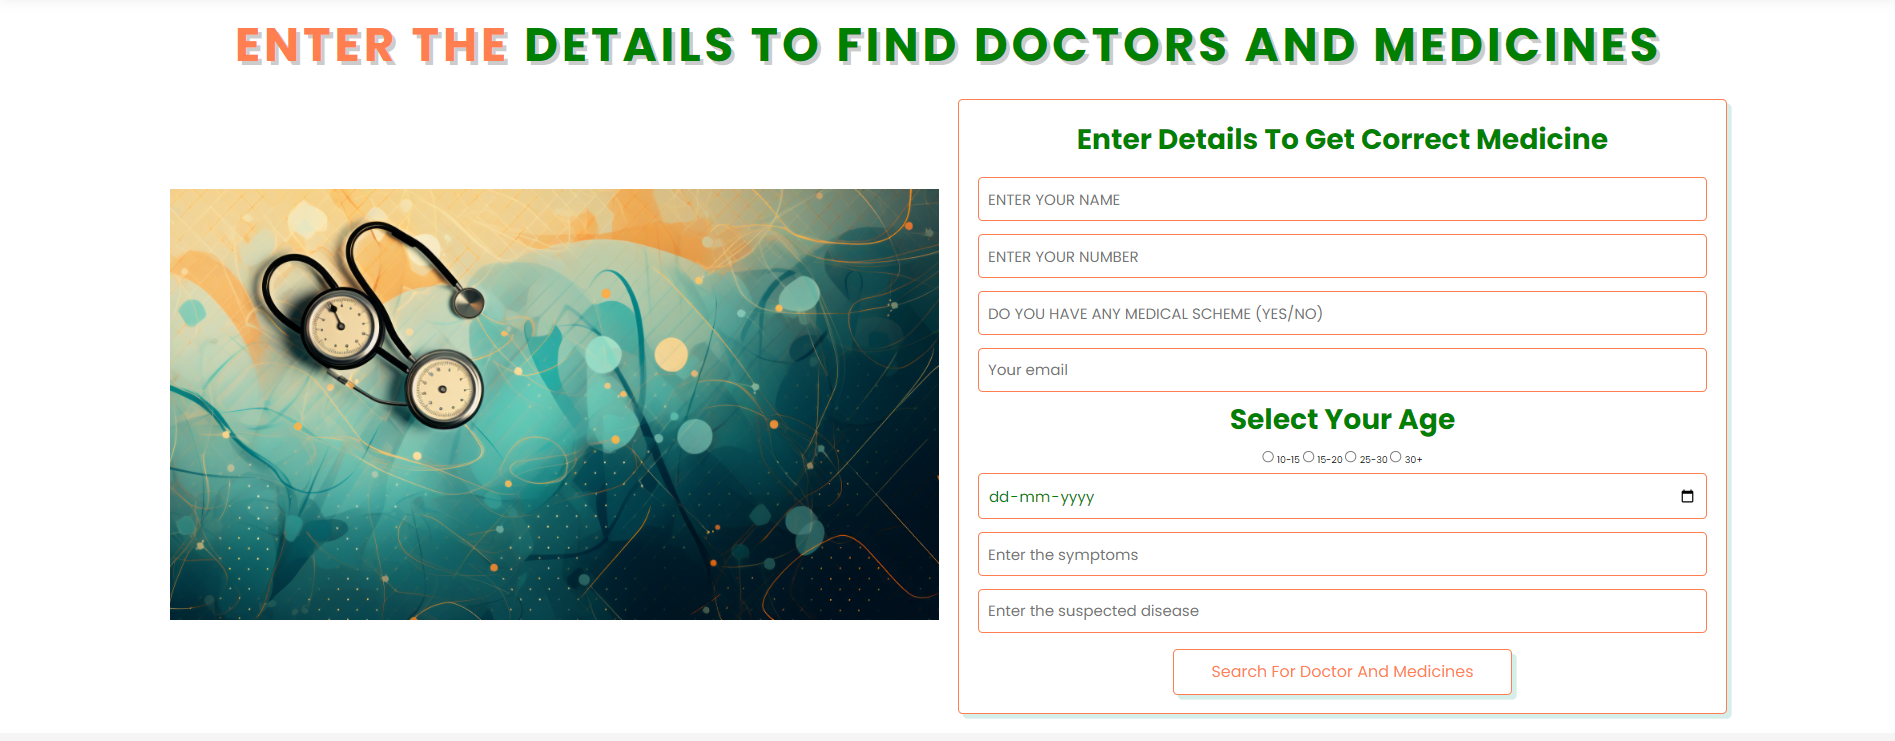 ENTER THE DETAILS TO FIND DOCTORS AND MEDICINES
Enter Details To Get Correct Medicine
ENTER YOUR NAME
ENTER YOUR NUMBER
DO YOU HAVE ANY MEDICAL SCHEME (YES/NO)
Your email
Select Your Age
10-15 15-20 25-30 30+
dd-mm-yyyy
Enter the symptoms
Enter the suspected disease
Search For Doctor And Medicines